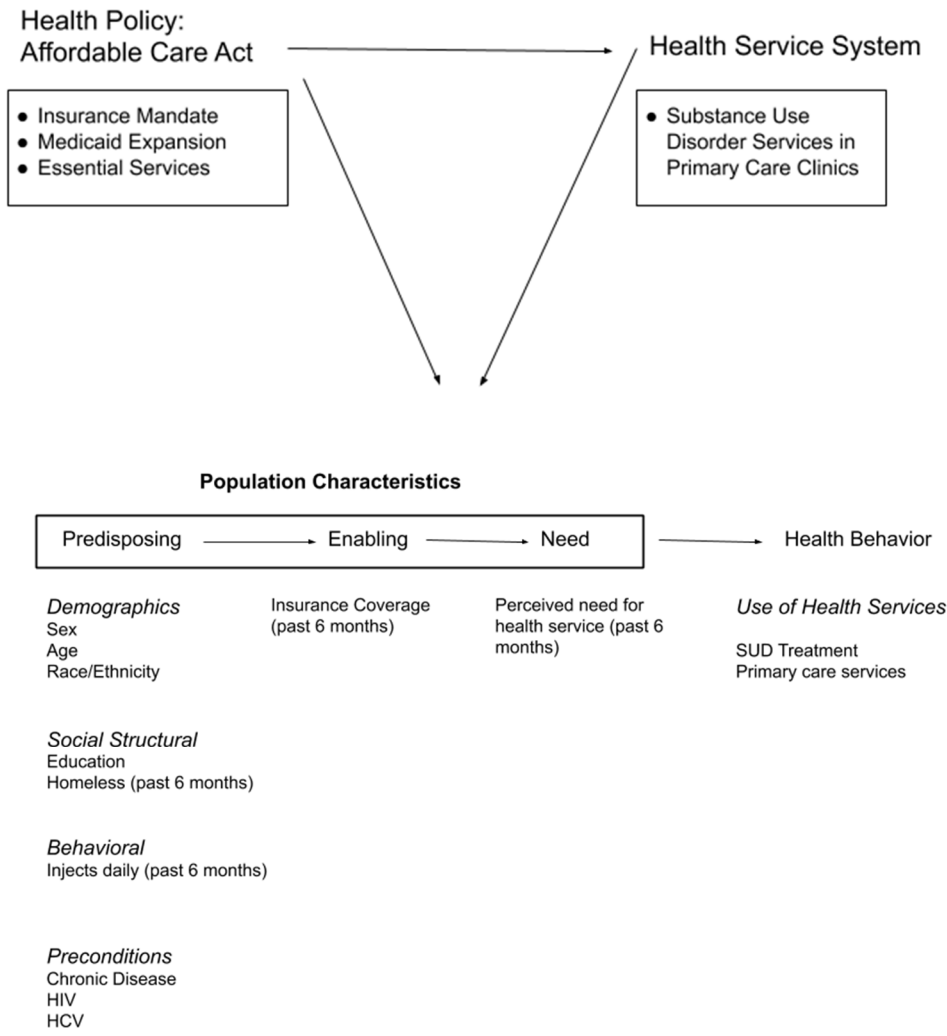 Health Policy:
Affordable Care Act
Health Service System
● Insurance Mandate
● Medicaid Expansion
● Essential Services
● Substance Use
Disorder Services in
Primary Care Clinics
Population Characteristics
Predisposing
Enabling
Need
Health Behavior
Demographics
Sex
Age
Race/Ethnicity
Insurance Coverage
(past 6 months)
Perceived need for
health service (past 6
months)
Use of Health Services
SUD Treatment
Primary care services
Social Structural
Education
Homeless (past 6 months)
Behavioral
Injects daily (past 6 months)
Preconditions
Chronic Disease
HIV
HCV